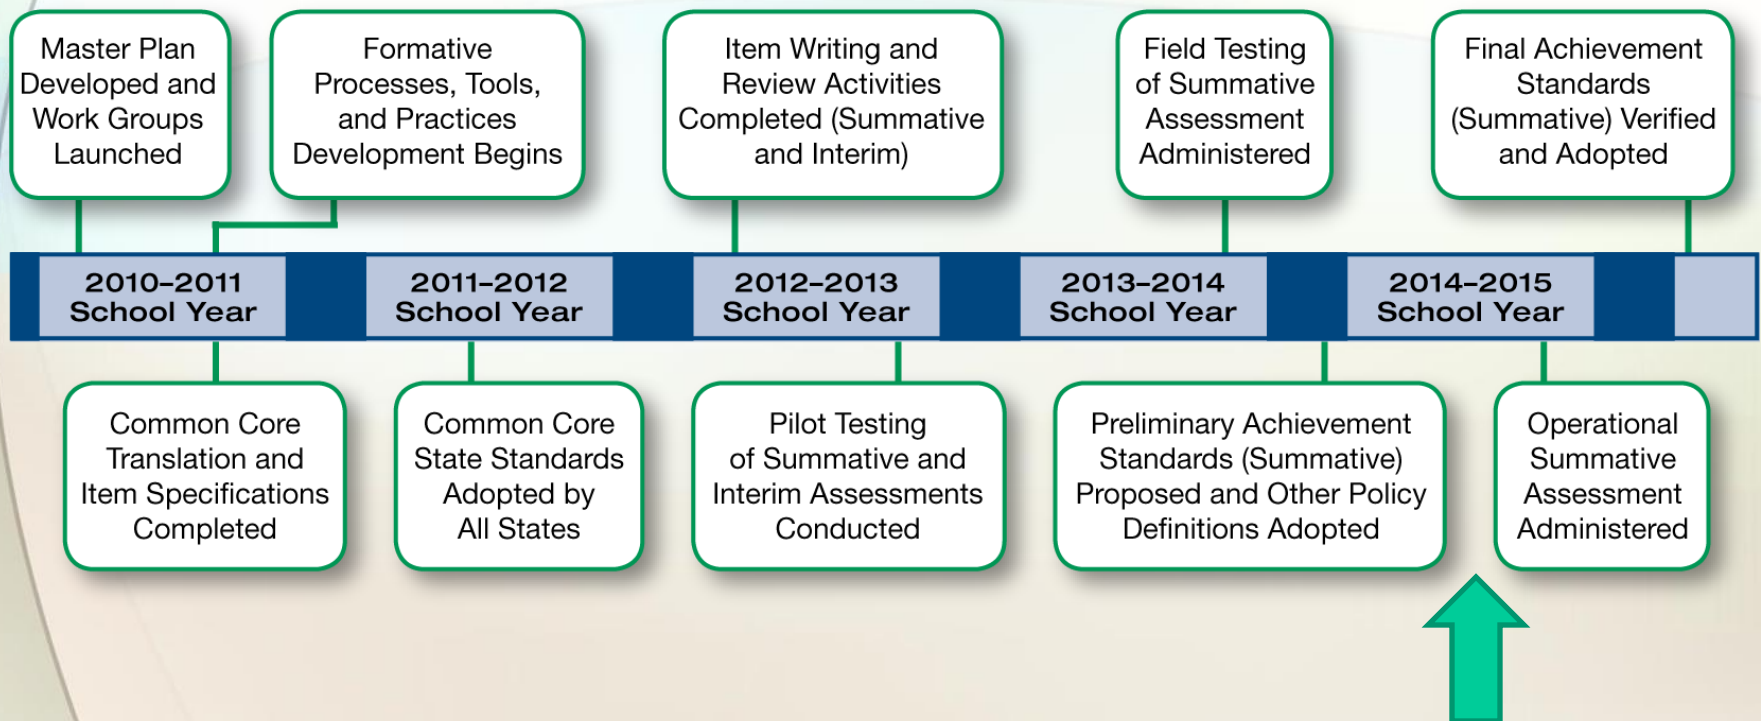 Master Plan
Developed and
Work Groups
Launched
Formative
Processes, Tools,
and Practices
Development Begins
Item Writing and
Review Activities
Completed (Summative
and Interim)
Field Testing
of Summative
Assessment
Administered
Final Achievement
Standards
(Summative) Verified
and Adopted
2010–2011
School Year
2011–2012
School Year
2012–2013
School Year
2013–2014
School Year
2014–2015
School Year
Common Core
Translation and
Item Specifications
Completed
Common Core
State Standards
Adopted by
All States
Pilot Testing
of Summative and
Interim Assessments
Conducted
Preliminary Achievement
Standards (Summative)
Proposed and Other Policy
Definitions Adopted
Operational
Summative
Assessment
Administered